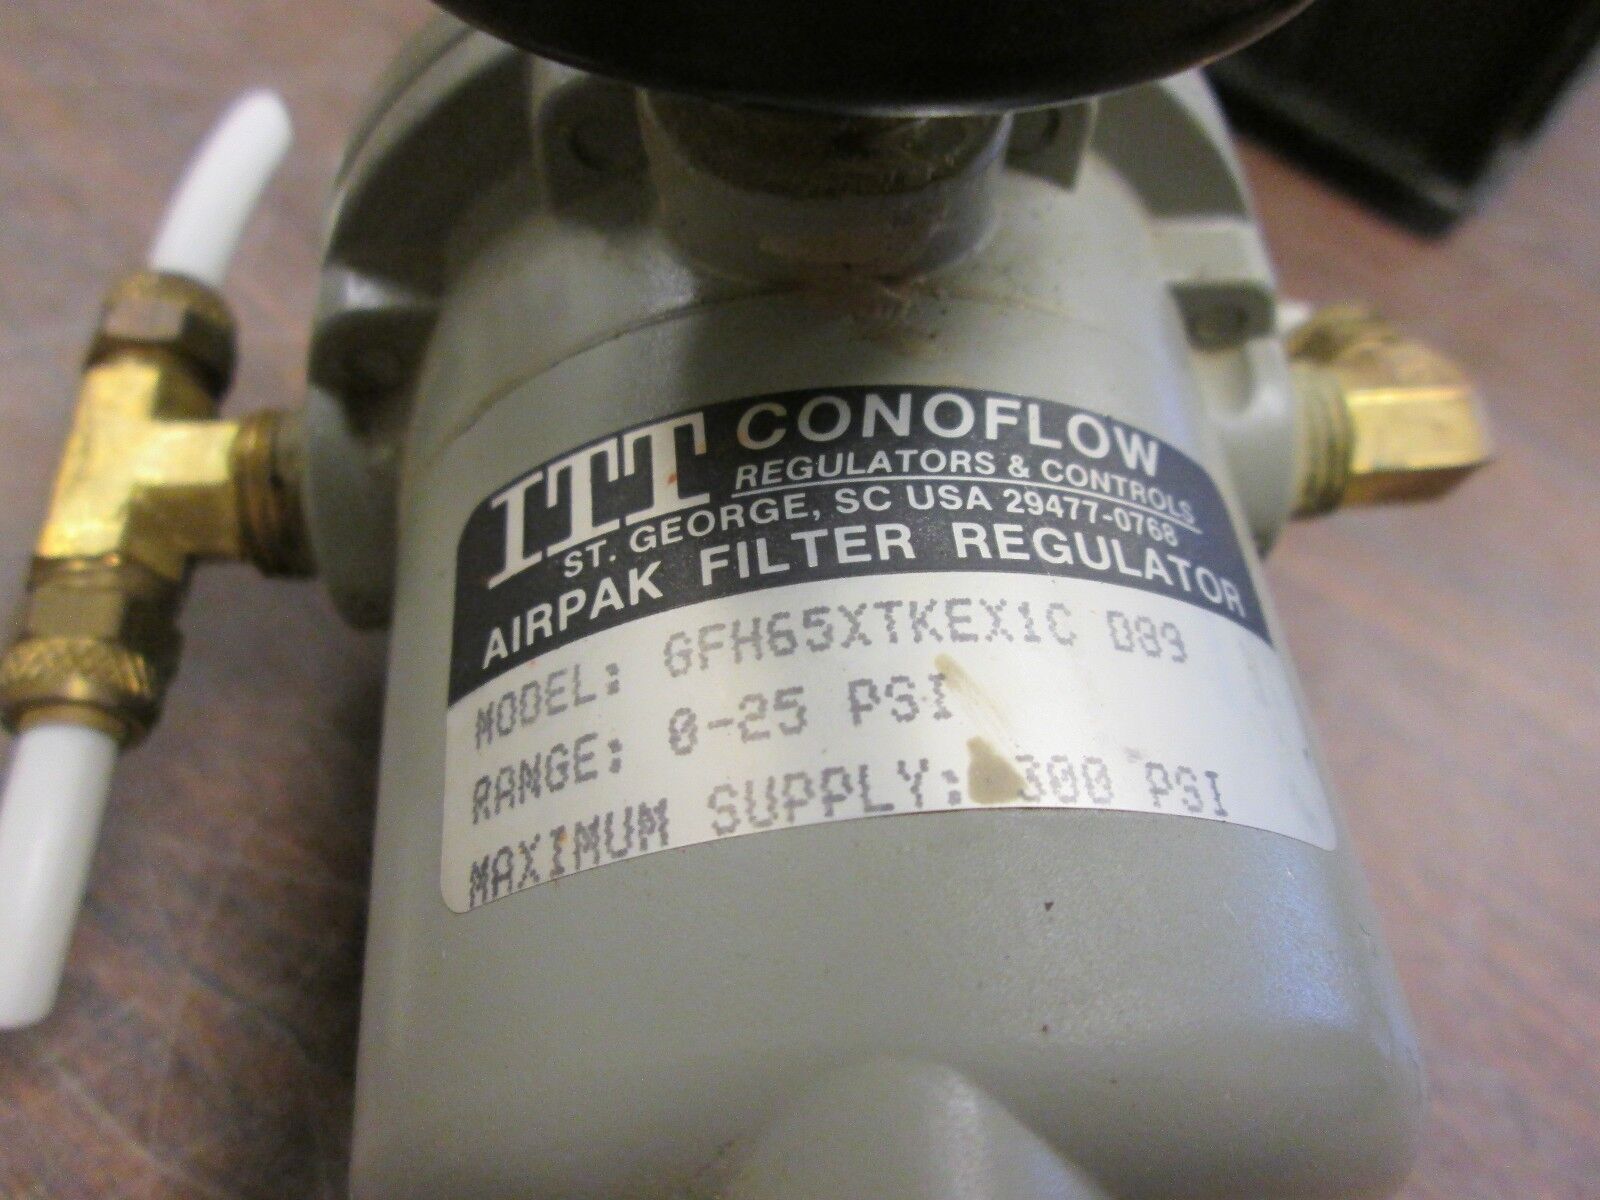 ITT CONOFLOW
REGULATORS & CONTROLS
ST. GEORGE, SC USA 29477-0768
AIRPAK FILTER REGULATOR
MODEL: GFH65XTKEX1C D89
RANGE: 0-25 PSI
MAXIMUM SUPPLY: 300 PSI